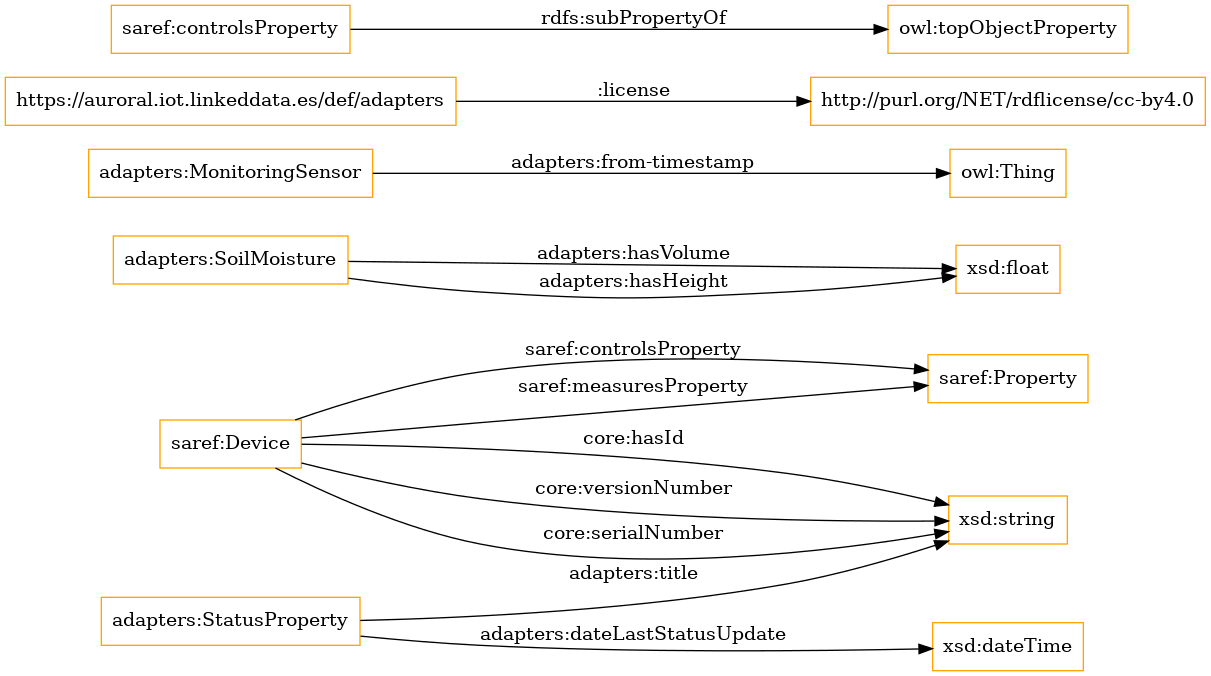 saref:controlsProperty
rdfs:subPropertyOf
owl:topObjectProperty
https://auroral.iot.linkeddata.es/def/adapters
:license
http://purl.org/NET/rdflicense/cc-by4.0
adapters:MonitoringSensor
adapters:from-timestamp
owl:Thing
adapters:SoilMoisture
adapters:hasVolume
adapters:hasHeight
xsd:float
saref:Device
saref:controlsProperty
saref:measuresProperty
saref:Property
core:hasId
core:versionNumber
core:serialNumber
xsd:string
adapters:title
adapters:StatusProperty
adapters:dateLastStatusUpdate
xsd:dateTime